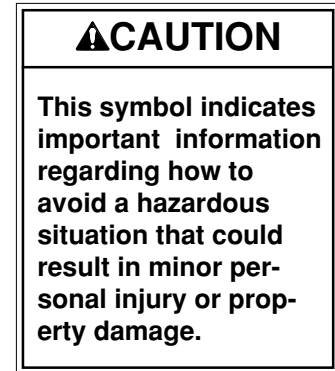 ⚠CAUTION
This symbol indicates
important information
regarding how to
avoid a hazardous
situation that could
result in minor per-
sonal injury or prop-
erty damage.